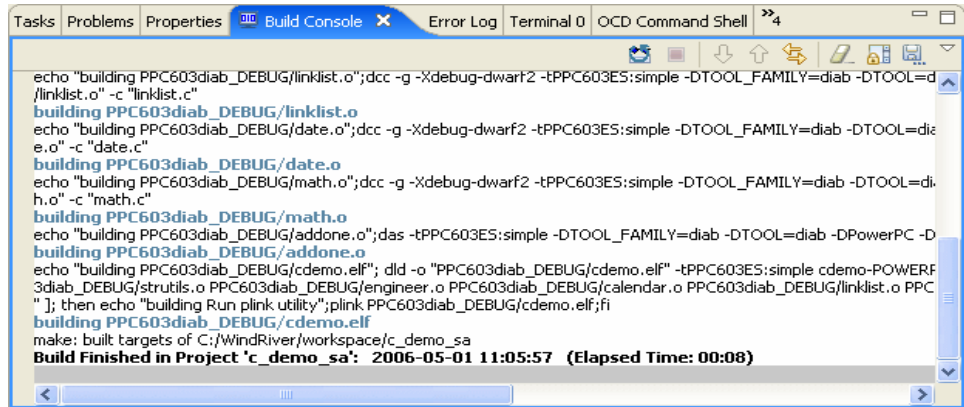 Tasks Problems Properties Build Console Error Log Terminal 0 OCD Command Shell »4
echo "building PPC603diab_DEBUG/linklist.o";dcc -g -Xdebug-dwarf2 -tPPC603ES:simple -DTOOL_FAMILY=diab -DTOOL=d
/linklist.o" -c "linklist.c"
building PPC603diab_DEBUG/linklist.o
echo "building PPC603diab_DEBUG/date.o";dcc -g -Xdebug-dwarf2 -tPPC603ES:simple -DTOOL_FAMILY=diab -DTOOL=dia
e.o" -c "date.c"
building PPC603diab_DEBUG/date.o
echo "building PPC603diab_DEBUG/math.o";dcc -g -Xdebug-dwarf2 -tPPC603ES:simple -DTOOL_FAMILY=diab -DTOOL=di
h.o" -c "math.c"
building PPC603diab_DEBUG/math.o
echo "building PPC603diab_DEBUG/addone.o";das -tPPC603ES:simple -DTOOL_FAMILY=diab -DTOOL=diab -DPowerPC -D
building PPC603diab_DEBUG/addone.o
echo "building PPC603diab_DEBUG/cdemo.elf"; dld -o "PPC603diab_DEBUG/cdemo.elf" -tPPC603ES:simple cdemo-POWERP
3diab_DEBUG/strutils.o PPC603diab_DEBUG/engineer.o PPC603diab_DEBUG/calendar.o PPC603diab_DEBUG/linklist.o PPC
" ]; then echo "building Run plink utility";plink PPC603diab_DEBUG/cdemo.elf;fi
building PPC603diab_DEBUG/cdemo.elf
make: built targets of C:/WindRiver/workspace/c_demo_sa
Build Finished in Project 'c_demo_sa': 2006-05-01 11:05:57 (Elapsed Time: 00:08)